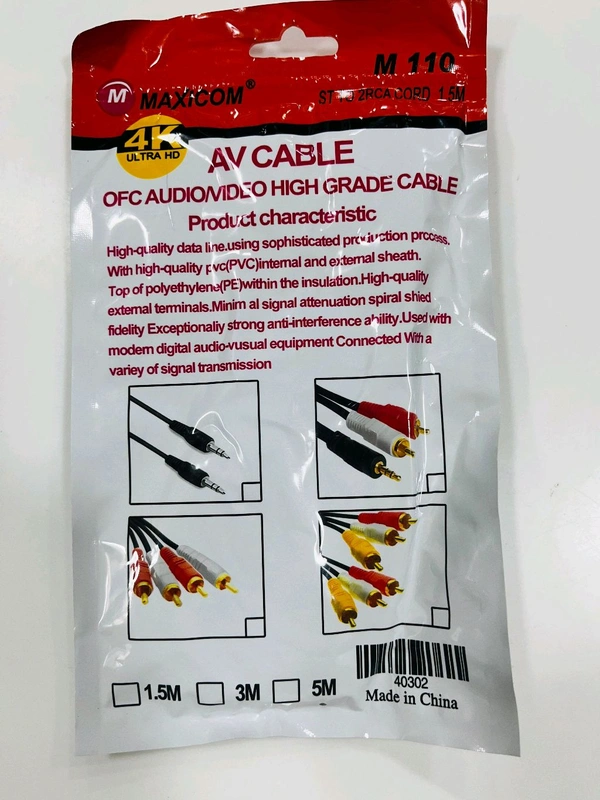 M 110
M MAXICOM®
ST TO 2RCA CORD 1.5M
4K
ULTRA HD
AV CABLE
OFC AUDIO/VIDEO HIGH GRADE CABLE
Product characteristic
High-quality data line.using sophisticated production process.
With high-quality pvc(PVC)internal and external sheath.
Top of polyethylene(PE)within the insulation.High-quality
external terminals.Minim al signal attenuation spiral shied
fidelity Exceptionaliy strong anti-interference ability.Used with
modern digital audio-vusual equipment Connected With a
variey of signal transmission
1.5M 3M 5M
40302
Made in China